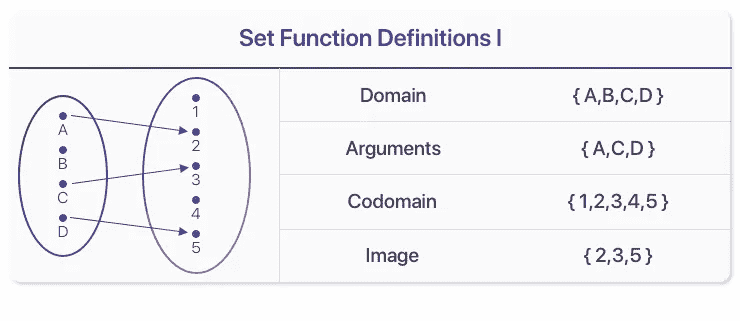 Set Function Definitions I
A
B
C
D
1
2
3
4
5
Domain { A,B,C,D }
Arguments { A,C,D }
Codomain { 1,2,3,4,5 }
Image { 2,3,5 }